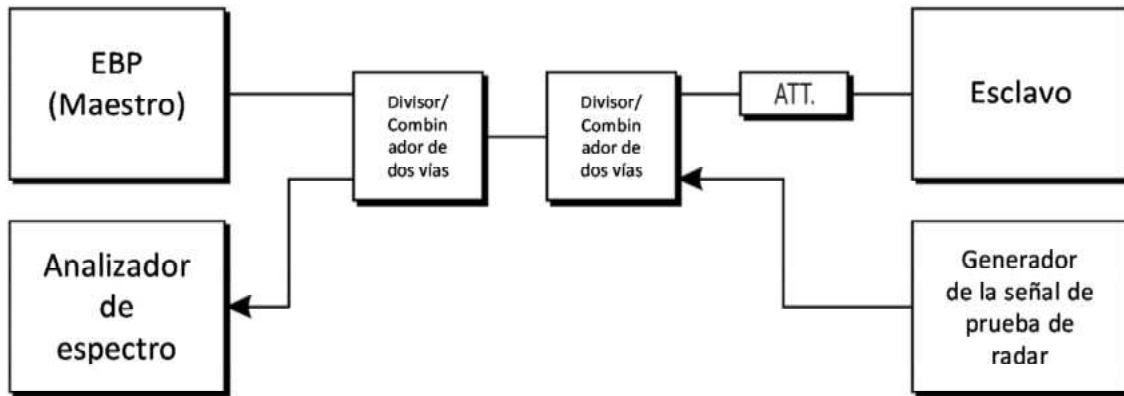 EBP
(Maestro)
Divisor/
Combin
ador de
dos vías
Divisor/
Combin
ador de
dos vías
ATT.
Esclavo
Analizador
de
espectro
Generador
de la señal de
prueba de
radar